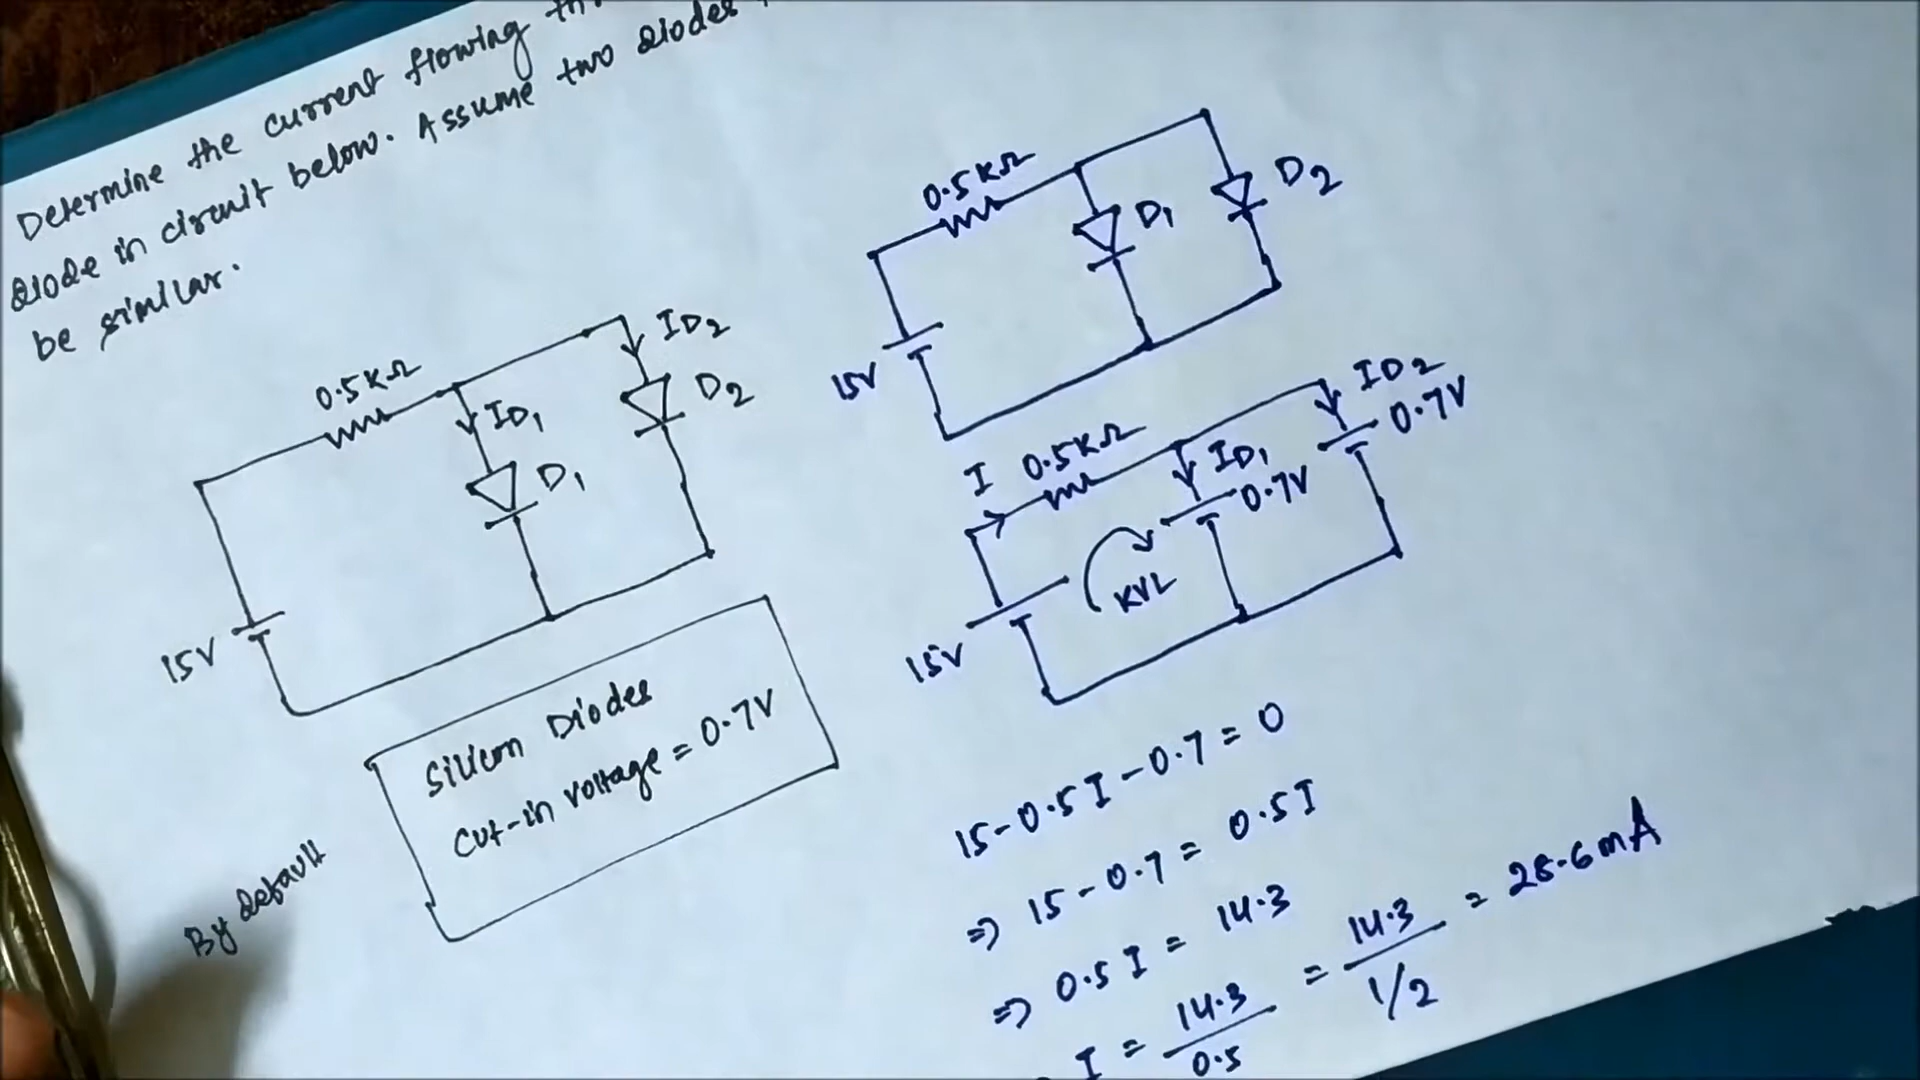 Determine the current flowing
diode in circuit below. Assume two diodes
be similar.
0.5KΩ
ID1
D1
ID2
D2
15V
Silicon Diodes
Cut-in voltage = 0.7V
By default
0.5KΩ
D1
D2
15V
I 0.5KΩ
ID1
0.7V
ID2
0.7V
KVL
15V
15-0.5I-0.7=0
⇒ 15-0.7 = 0.5I
⇒ 0.5I = 14.3
I = 14.3/0.5 = 14.3/1/2 = 28.6mA